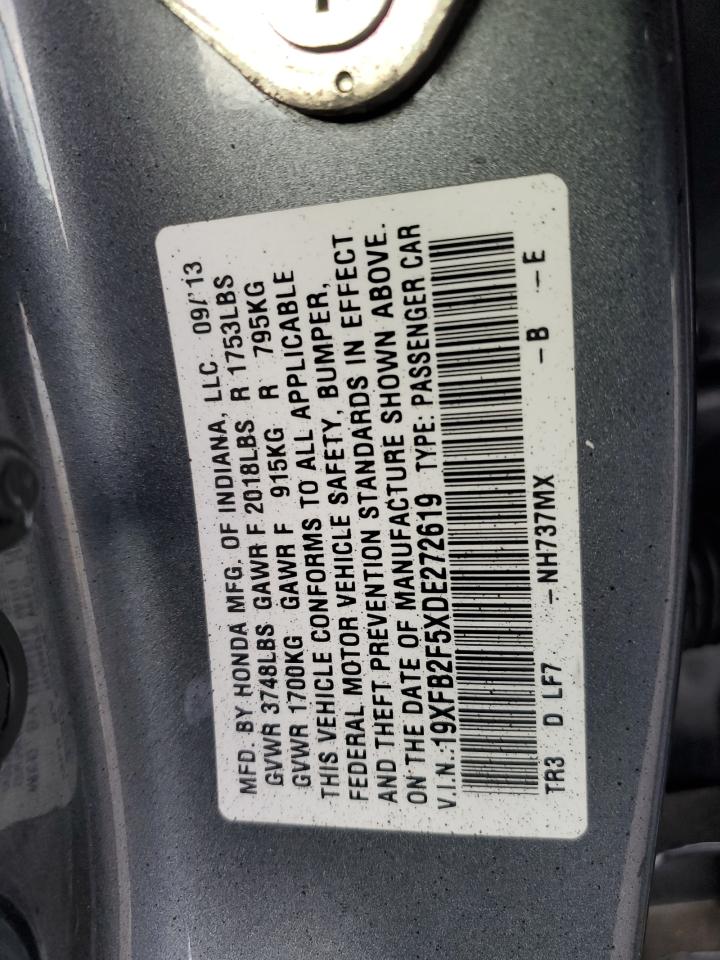 MFD. BY HONDA MFG. OF INDIANA, LLC. 09/13
GVWR 3748LBS GAWR F 2018LBS R 1753LBS
GVWR 1700KG GAWR F 915KG R 795KG
THIS VEHICLE CONFORMS TO ALL APPLICABLE
FEDERAL MOTOR VEHICLE SAFETY, BUMPER,
AND THEFT PREVENTION STANDARDS IN EFFECT
ON THE DATE OF MANUFACTURE SHOWN ABOVE.
V.I.N.:19XFB2F5XDE272619 TYPE: PASSENGER CAR
TR3 D LF7 -NH737MX -B -E